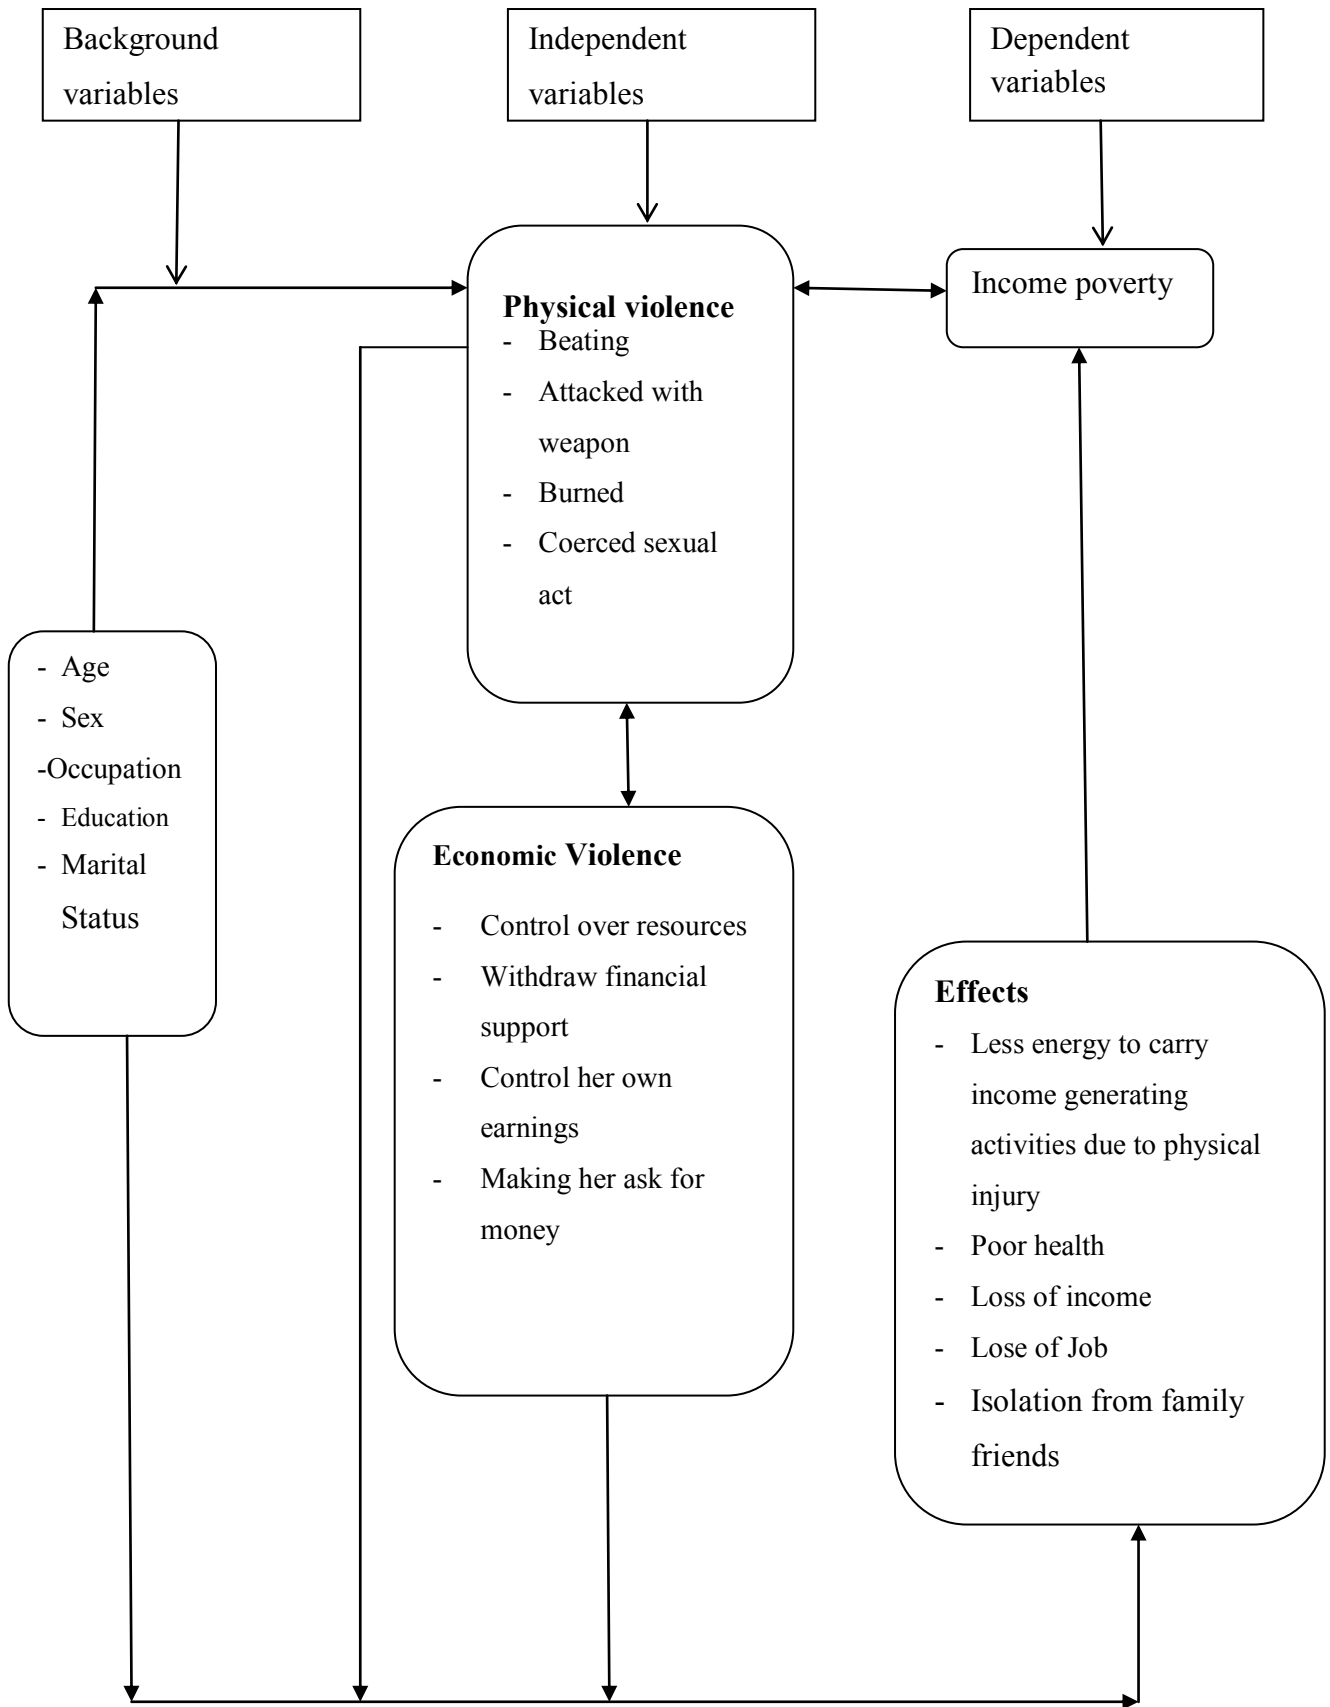 Background
variables
Independent
variables
Dependent
variables
Income poverty
Physical violence
- Beating
- Attacked with
weapon
- Burned
- Coerced sexual
act
- Age
- Sex
-Occupation
- Education
- Marital
Status
Economic Violence
- Control over resources
- Withdraw financial
support
- Control her own
earnings
- Making her ask for
money
Effects
- Less energy to carry
income generating
activities due to physical
injury
- Poor health
- Loss of income
- Lose of Job
- Isolation from family
friends